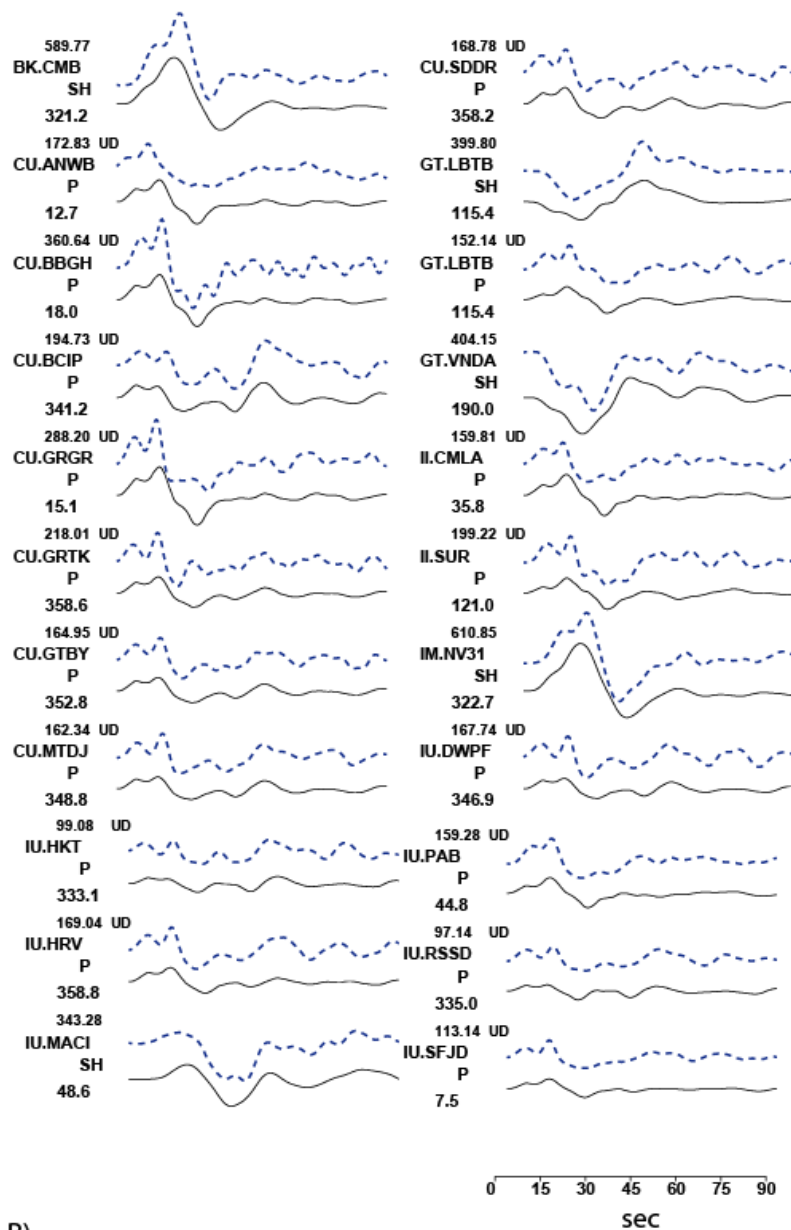 589.77
BK.CMB
SH
321.2
172.83 UD
CU.ANWB
P
12.7
360.64 UD
CU.BBGH
P
18.0
194.73 UD
CU.BCIP
P
341.2
288.20 UD
CU.GRGR
P
15.1
218.01 UD
CU.GRTK
P
358.6
164.95 UD
CU.GTBY
P
352.8
162.34 UD
CU.MTDJ
P
348.8
99.08 UD
IU.HKT
P
333.1
169.04 UD
IU.HRV
P
358.8
343.28
IU.MACI
SH
48.6
168.78 UD
CU.SDDR
P
358.2
399.80
GT.LBTB
SH
115.4
152.14 UD
GT.LBTB
P
115.4
404.15
GT.VNDA
SH
190.0
159.81 UD
II.CMLA
P
35.8
199.22 UD
II.SUR
P
121.0
610.85
IM.NV31
SH
322.7
167.74 UD
IU.DWPF
P
346.9
159.28 UD
IU.PAB
P
44.8
97.14 UD
IU.RSSD
P
335.0
113.14 UD
IU.SFJD
P
7.5
0 15 30 45 60 75 90
sec